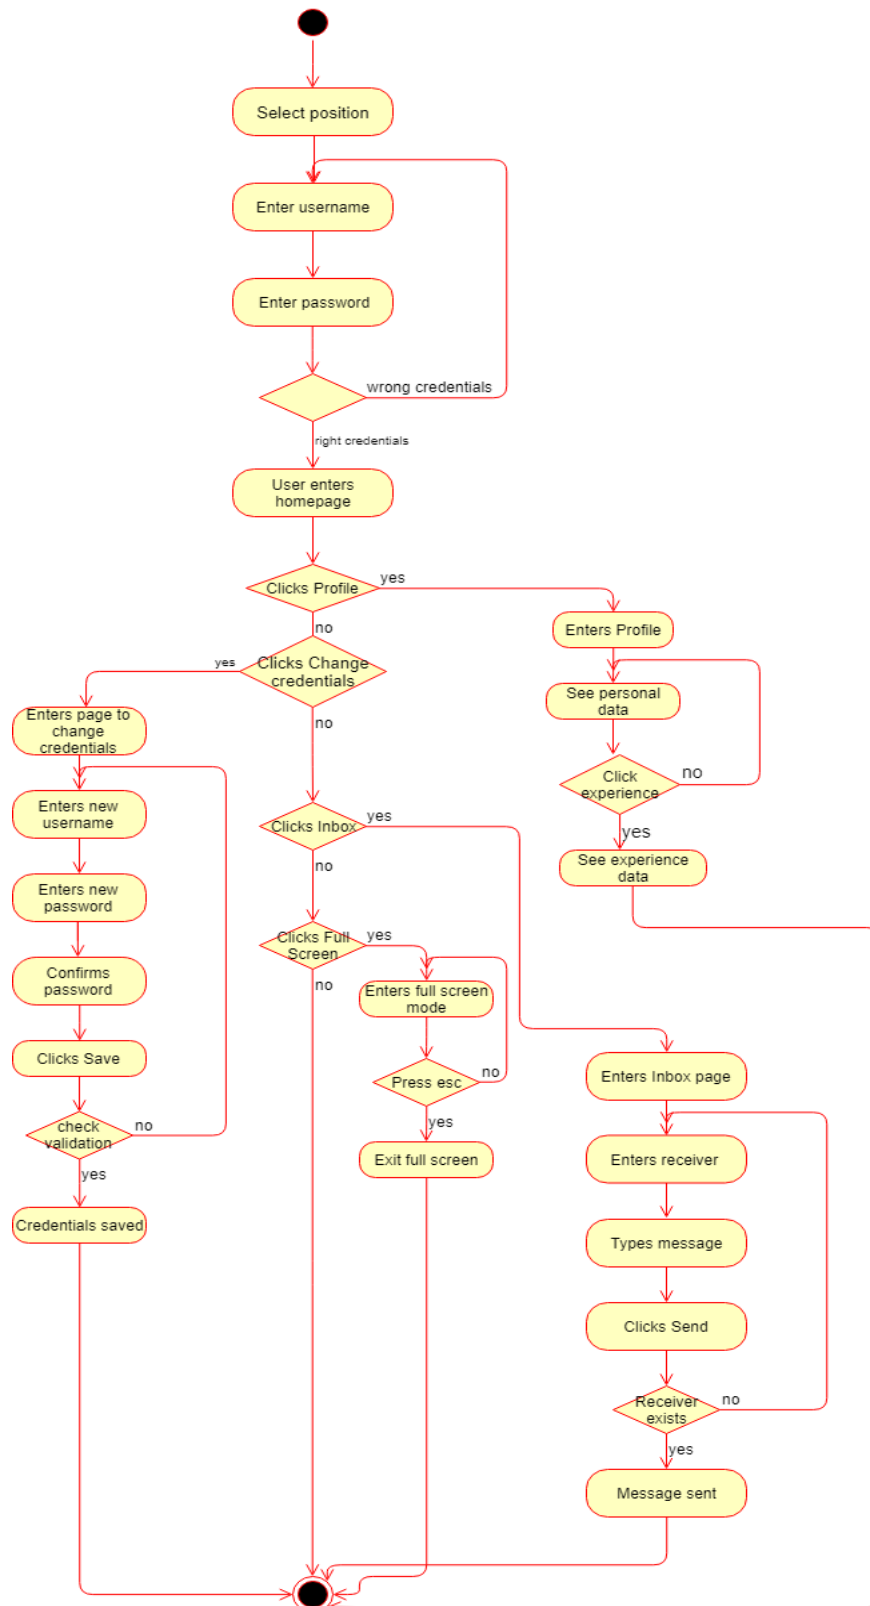 Select position
Enter username
Enter password
wrong credentials
right credentials
User enters
homepage
Clicks Profile
yes
no
Enters Profile
Clicks Change
credentials
yes
no
See personal
data
Enters page to
change
credentials
Click
experience
no
yes
Enters new
username
Clicks Inbox
yes
no
See experience
data
Enters new
password
Clicks Full
Screen
yes
no
Confirms
password
Enters full screen
mode
Clicks Save
Press esc
no
yes
Enters Inbox page
check
validation
no
yes
Exit full screen
Enters receiver
Credentials saved
Types message
Clicks Send
Receiver
exists
no
yes
Message sent